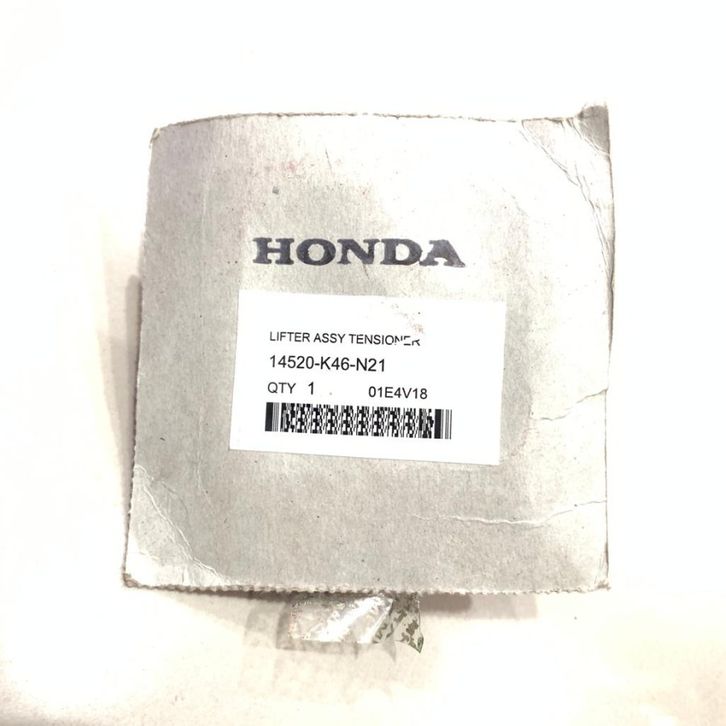 HONDA
LIFTER ASSY TENSIONER
14520-K46-N21
QTY 1 01E4V18